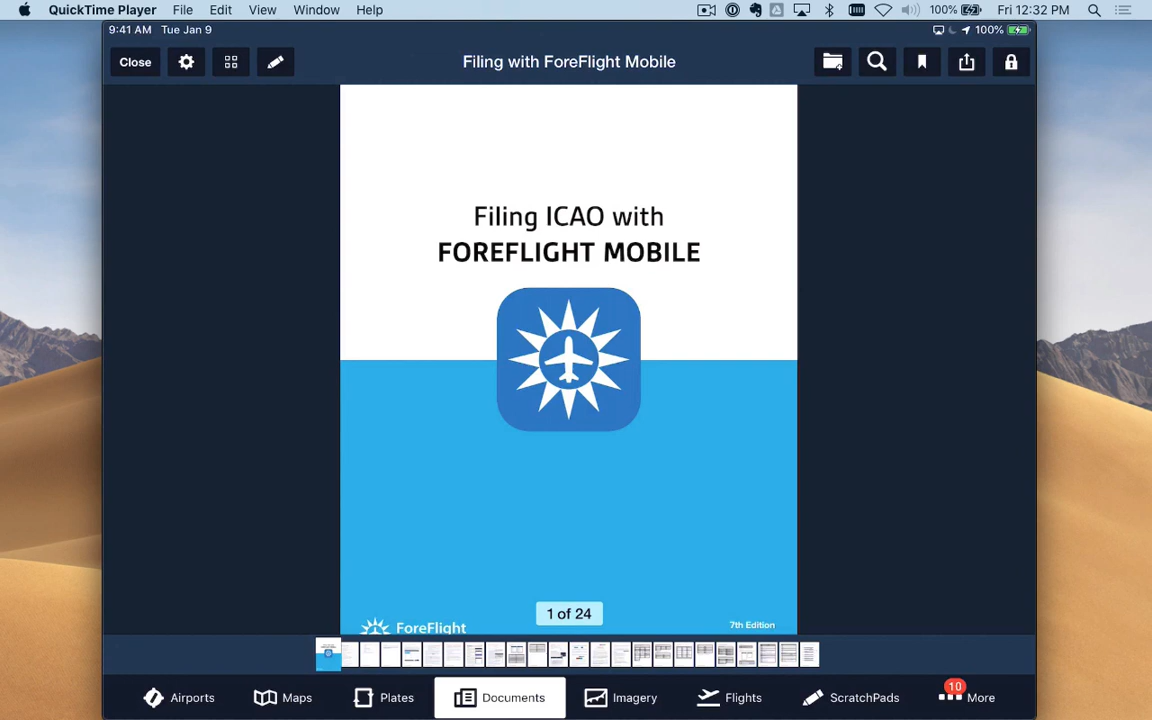 QuickTime Player File Edit View Window Help 100% Fri 12:32 PM
9:41 AM Tue Jan 9 100%
Close Filing with ForeFlight Mobile
Filing ICAO with
FOREFLIGHT MOBILE
1 of 24
ForeFlight 7th Edition
10
Airports Maps Plates Documents Imagery Flights ScratchPads More